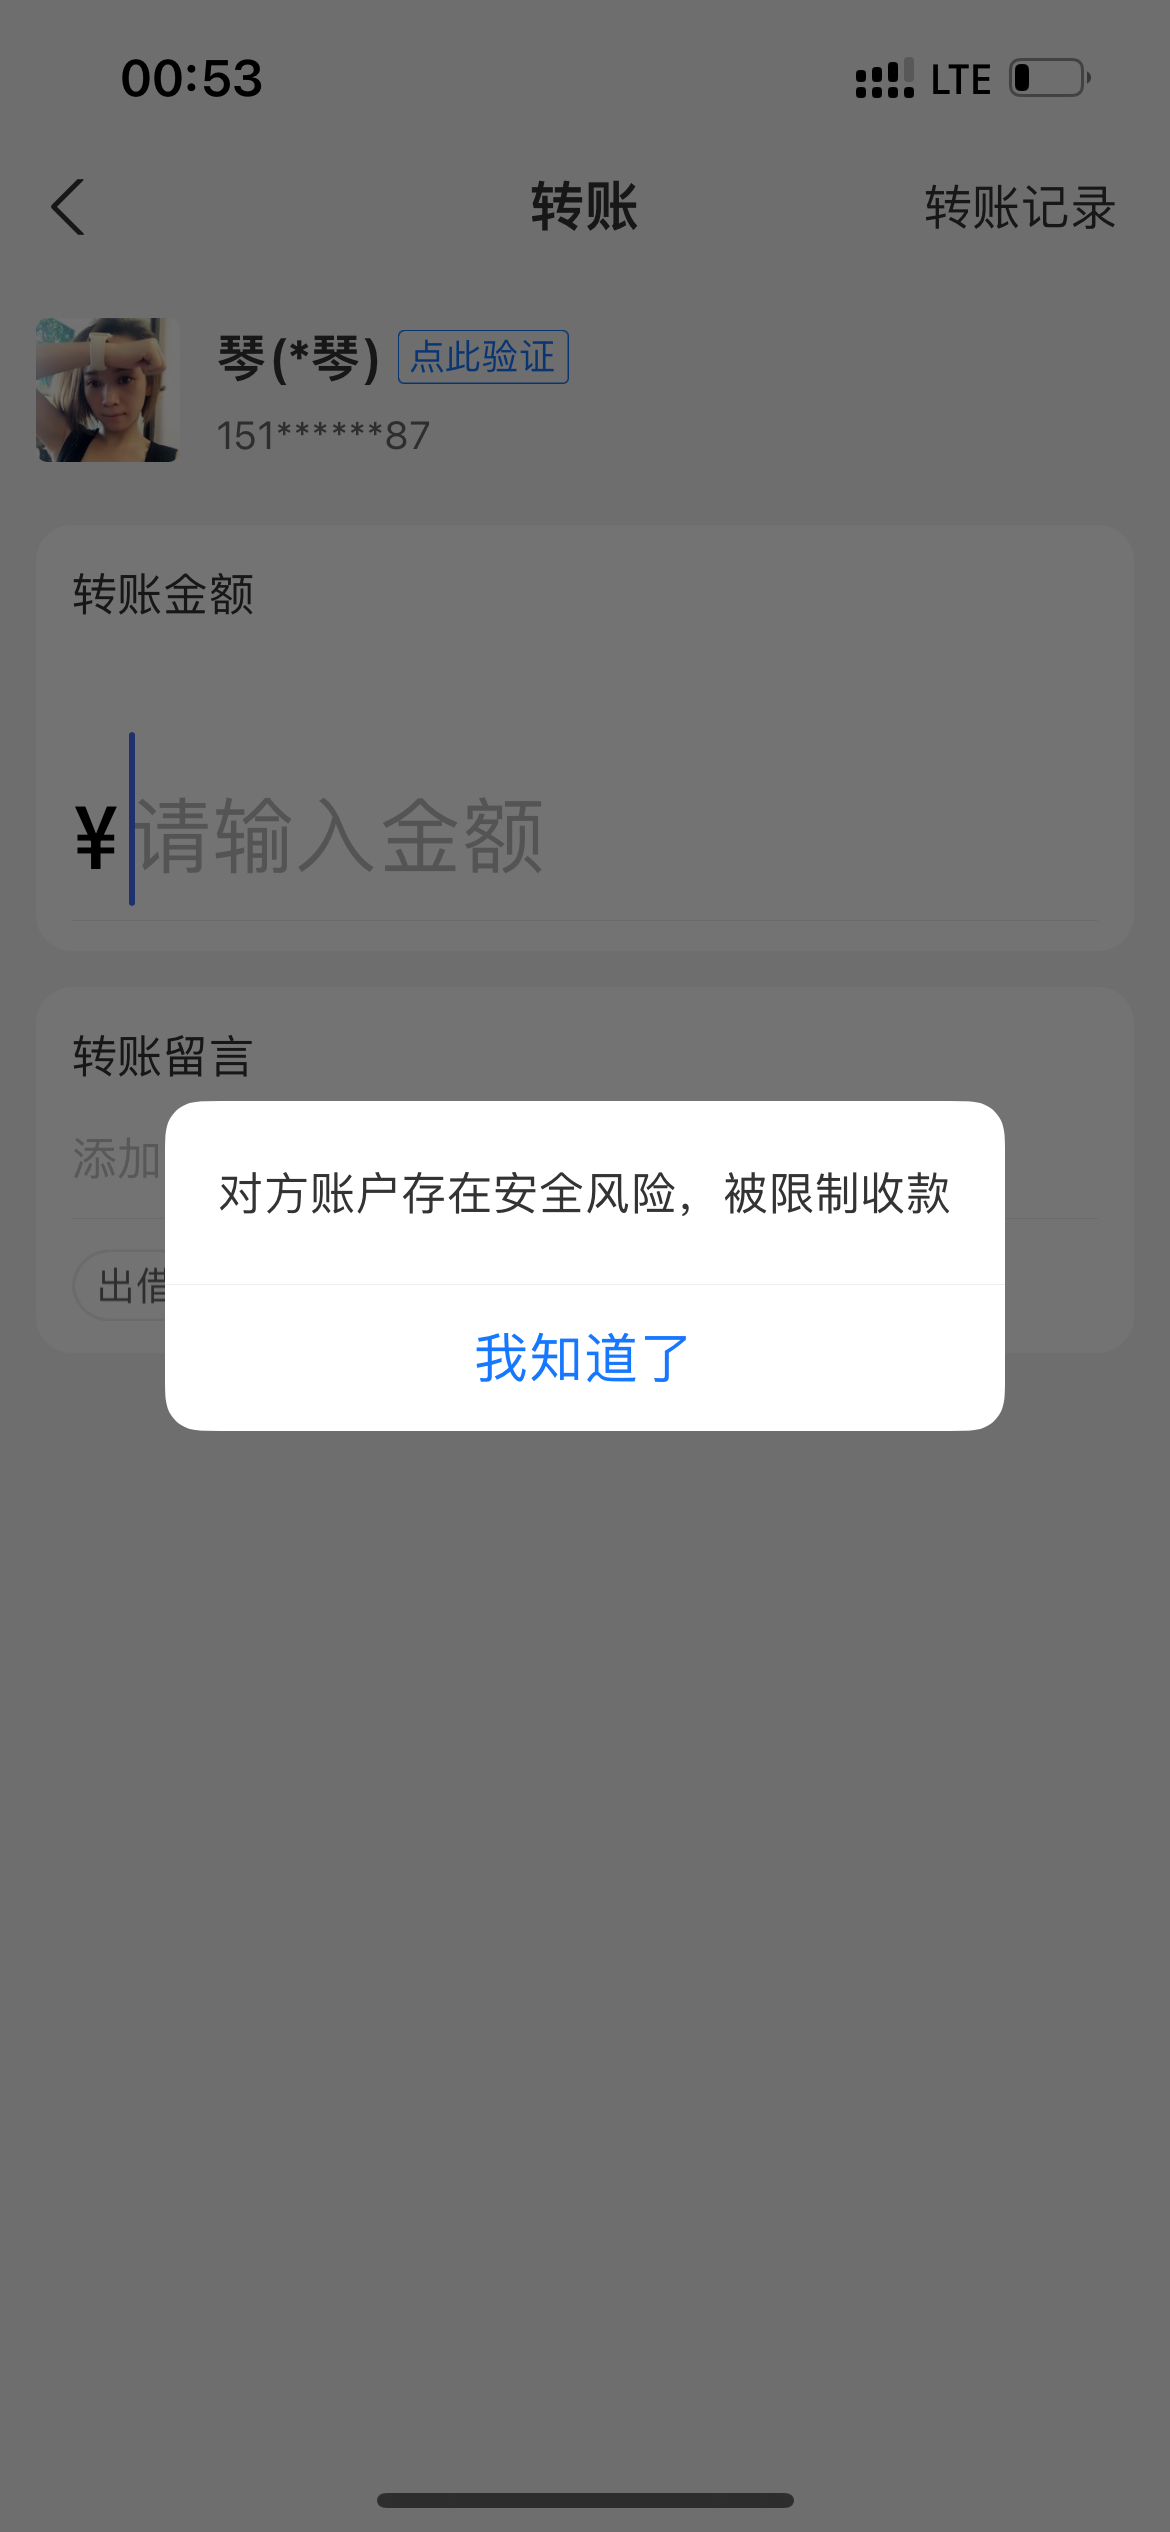 00:53
LTE
转账
转账记录
琴(*琴)
点此验证
151******87
转账金额
¥
请输入金额
转账留言
添加
出借
对方账户存在安全风险，被限制收款
我知道了